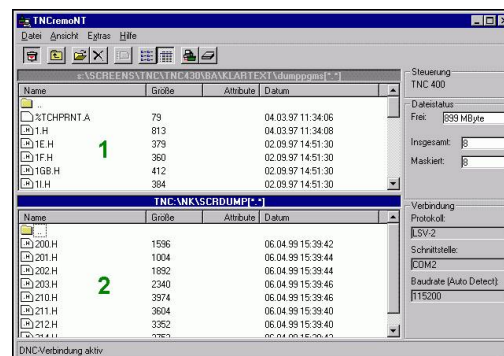 TNCremoNT
Datei Ansicht Extras Hilfe
s:\SCREENS\TNC\TNC430\BA\KLARTEXT\dumppgms[*.*]
Name Größe Attribute Datum
..
%TCHPRNT.A 79 04.03.97 11:34:06
1.H 813 04.03.97 11:34:08
1E.H 379 02.09.97 14:51:30
1F.H 360 02.09.97 14:51:30
1GB.H 412 02.09.97 14:51:30
1I.H 384 02.09.97 14:51:30
1
TNC:\NK\SCRDUMP[*.*]
Name Größe Attribute Datum
..
200.H 1596 06.04.99 15:39:42
201.H 1004 06.04.99 15:39:44
202.H 1892 06.04.99 15:39:44
203.H 2340 06.04.99 15:39:46
210.H 3974 06.04.99 15:39:46
211.H 3604 06.04.99 15:39:40
212.H 3352 06.04.99 15:39:40
2
Steuerung
TNC 400
Dateistatus
Frei: 899 MByte
Insgesamt: 8
Maskiert: 8
Verbindung
Protokoll:
LSV-2
Schnittstelle:
COM2
Baudrate (Auto Detect):
115200
DNC-Verbindung aktiv